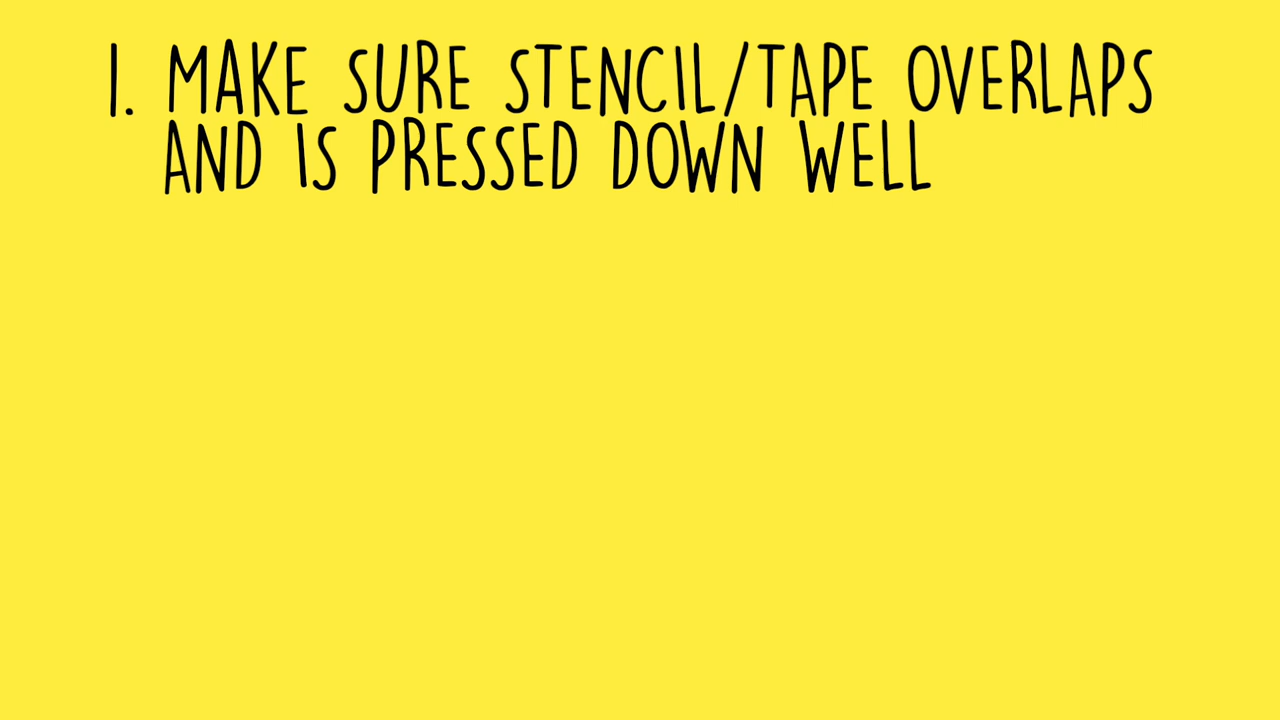 1. MAKE SURE STENCIL/TAPE OVERLAPS
AND IS PRESSED DOWN WELL